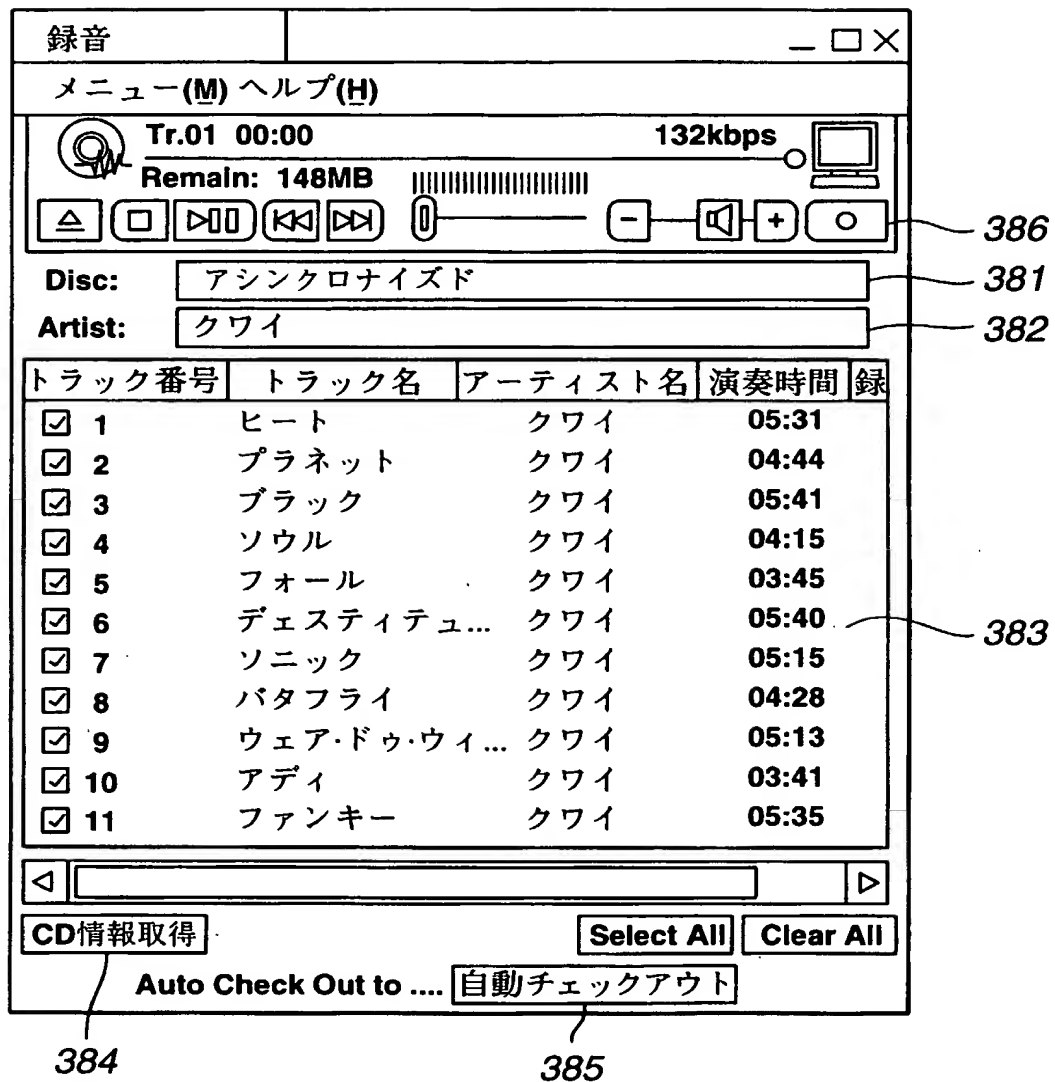 録音
メニュー(M) ヘルプ(H)
Tr.01 00:00 132kbps
Remain: 148MB
386
Disc: アシンクロナイズド 381
Artist: クワイ 382
トラック番号 トラック名 アーティスト名 演奏時間 録
1 ヒート クワイ 05:31
2 プラネット クワイ 04:44
3 ブラック クワイ 05:41
4 ソウル クワイ 04:15
5 フォール クワイ 03:45
6 デェスティテュ... クワイ 05:40
383
7 ソニック クワイ 05:15
8 バタフライ クワイ 04:28
9 ウェア・ドゥ・ウィ... クワイ 05:13
10 アディ クワイ 03:41
11 ファンキー クワイ 05:35
CD情報取得 Select All Clear All
Auto Check Out to .... 自動チェックアウト
384 385